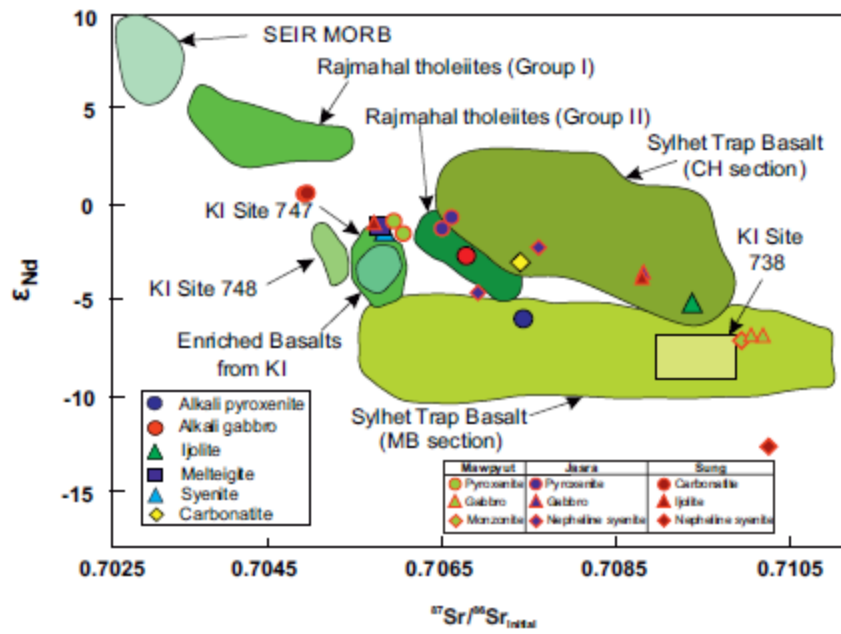 10
5
0
-5
-10
-15
εNd
SEIR MORB
Rajmahal tholeiites (Group I)
Rajmahal tholeiites (Group II)
Sylhet Trap Basalt
(CH section)
KI Site 747
KI Site
738
KI Site 748
Enriched Basalts
from KI
Sylhet Trap Basalt
(MB section)
Alkali pyroxenite
Alkali gabbro
Ijolite
Melteigite
Syenite
Carbonatite
Mawpyut Jasra Sung
Pyroxenite Pyroxenite Carbonatite
Gabbro Gabbro Ijolite
Monzonite Nepheline syenite Nepheline syenite
0.7025 0.7045 0.7065 0.7085 0.7105
⁸⁷Sr/⁸⁶Sr Initial